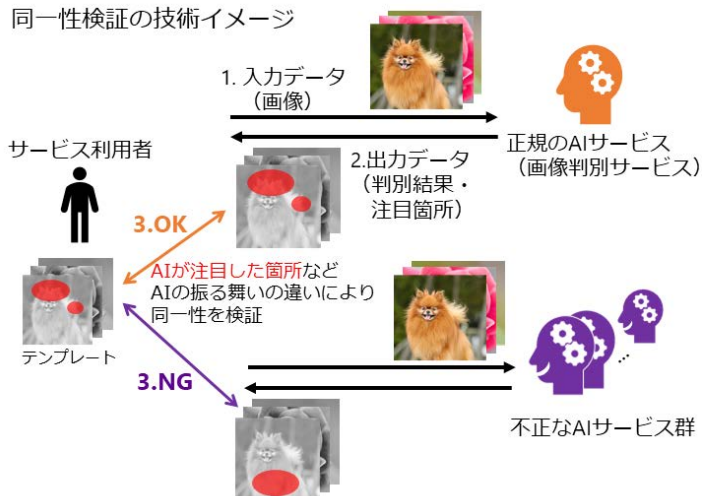 同一性検証の技術イメージ
1. 入力データ
（画像）
正規のAIサービス
（画像判別サービス）
サービス利用者
2.出力データ
（判別結果・
注目箇所）
3.OK
AIが注目した箇所など
AIの振る舞いの違いにより
同一性を検証
テンプレート
3.NG
...
不正なAIサービス群